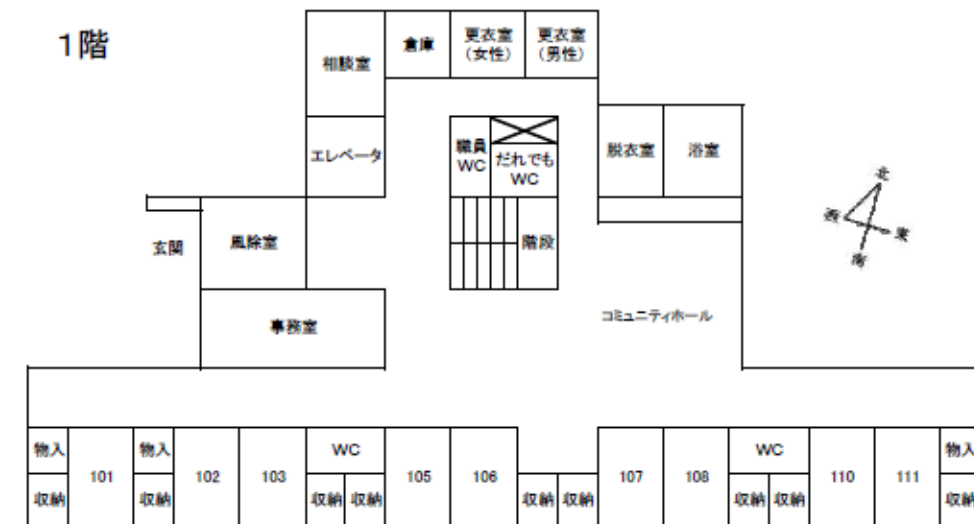 1階
相談室
倉庫
更衣室
(女性)
更衣室
(男性)
エレベータ
職員
WC
だれでも
WC
脱衣室
浴室
北
西
東
南
玄関
風除室
階段
事務室
コミュニティホール
物入
収納
101
物入
収納
102
103
WC
収納
収納
105
106
収納
収納
107
108
WC
収納
収納
110
111
物入
収納